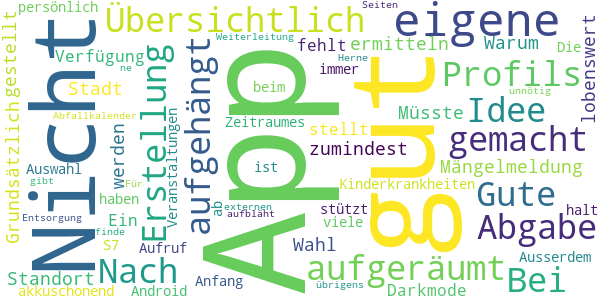 persönlich
Übersichtlich
eigene
Seiten
Weiterleitung
Herne
Die
Verfügung
ne
fehlt
ermitteln
Warum
immer
unnötig
lobenswert
Grundsätzlich
gestellt
Nicht
Stadt
Erstellung
aufgehängt
App
beim
gut
Profils
Abfallkalender
Zeitraumes
stellt
Müsste
Idee
werden
Veranstaltungen
ist
zumindest
gemacht
Auswahl
gibt
Für
haben
Kinderkrankheiten
Mängelmeldung
Gute
Entsorgung
Ein
ab
externen
aufbläht
stützt
viele
Abgabe
halt
finde
S7
Aufruf
Wahl
Ausserdem
Standort
Nach
Anfang
aufgeräumt
Bei
akkuschonend
Android
übrigens
Darkmode